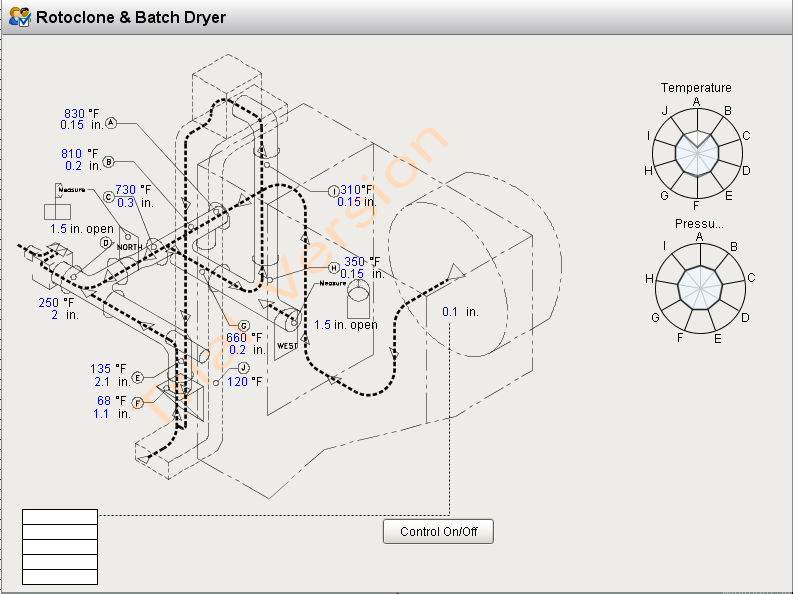 Rotoclone & Batch Dryer
Temperature
A
B
C
D
E
F
G
H
I
J
Pressu...
A
B
C
D
E
F
G
H
I
830 °F
0.15 in.
A
810 °F
0.2 in.
B
730 °F
0.3 in.
C
Measure
1.5 in. open
D
NORTH
250 °F
2 in.
135 °F
2.1 in.
E
68 °F
1.1 in.
F
I
310°F
0.15 in.
H
350 °F
0.15 in.
Measure
1.5 in. open
WEST
G
660 °F
0.2 in.
J
120 °F
0.1 in.
Trial Version
Control On/Off